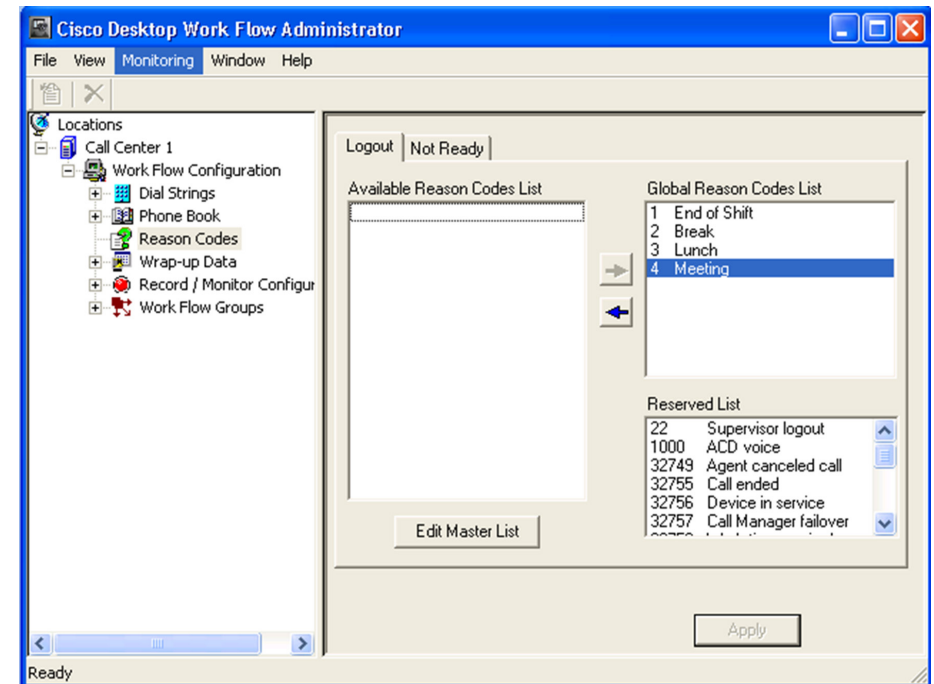 Cisco Desktop Work Flow Administrator
File View Monitoring Window Help
Locations
Call Center 1
Work Flow Configuration
Dial Strings
Phone Book
Reason Codes
Wrap-up Data
Record / Monitor Configur
Work Flow Groups
Logout Not Ready
Available Reason Codes List
Global Reason Codes List
1 End of Shift
2 Break
3 Lunch
4 Meeting
Reserved List
22 Supervisor logout
1000 ACD voice
32749 Agent canceled call
32755 Call ended
32756 Device in service
32757 Call Manager failover
Edit Master List
Apply
Ready